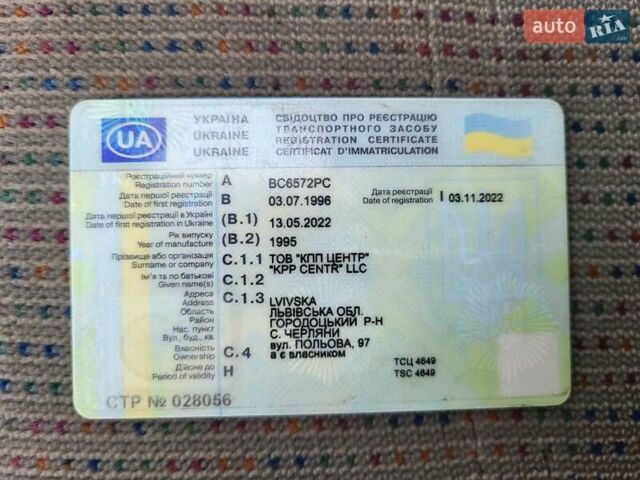 auto RIA.com
УКРАЇНА
UKRAINE
UKRAINE
СВІДОЦТВО ПРО РЕЄСТРАЦІЮ
ТРАНСПОРТНОГО ЗАСОБУ
REGISTRATION CERTIFICATE
CERTIFICAT D'IMMATRICULATION
UA
Реєстраційний номер
Registration number
A
BC6572PC
Дата першої реєстрації
Date of first registration
B
03.07.1996
Дата реєстрації
Date of registration
I
03.11.2022
Дата першої реєстрації в Україні
Date of first registration in Ukraine
(B.1)
13.05.2022
Рік випуску
Year of manufacture
(B.2)
1995
Прізвище або організація
Surname or company
C.1.1
ТОВ "КПП ЦЕНТР"
"KPP CENTR" LLC
Ім'я та по батькові
Given name(s)
C.1.2
Адреса
Address
Область
Район
Нас. пункт
Вул., буд., кв.
C.1.3
LVIVSKA
ЛЬВІВСЬКА ОБЛ.
ГОРОДОЦЬКИЙ Р-Н
С. ЧЕРЛЯНИ
вул. ПОЛЬОВА, 97
Власність
Ownership
C.4
а є власником
ТСЦ 4649
TSC 4649
Дійсне до
Period of validity
H
СТР № 028056